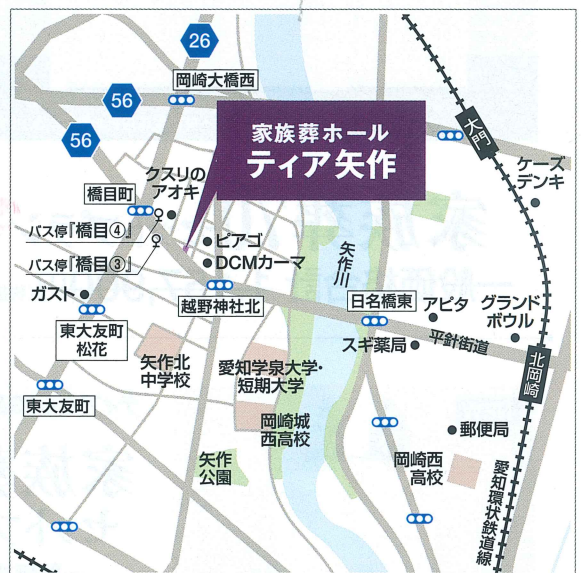 26
岡崎大橋西
56
56
家族葬ホール
ティア矢作
大門
ケーズ
デンキ
クスリの
アオキ
橋目町
バス停『橋目④』
バス停『橋目③』
ピアゴ
DCMカーマ
矢作川
ガスト
越野神社北
日名橋東
アピタ
グランド
ボウル
東大友町
松花
スギ薬局
平針街道
北岡崎
矢作北
中学校
愛知学泉大学・
短期大学
東大友町
岡崎城
西高校
郵便局
矢作
公園
岡崎西
高校
愛知環状鉄道線